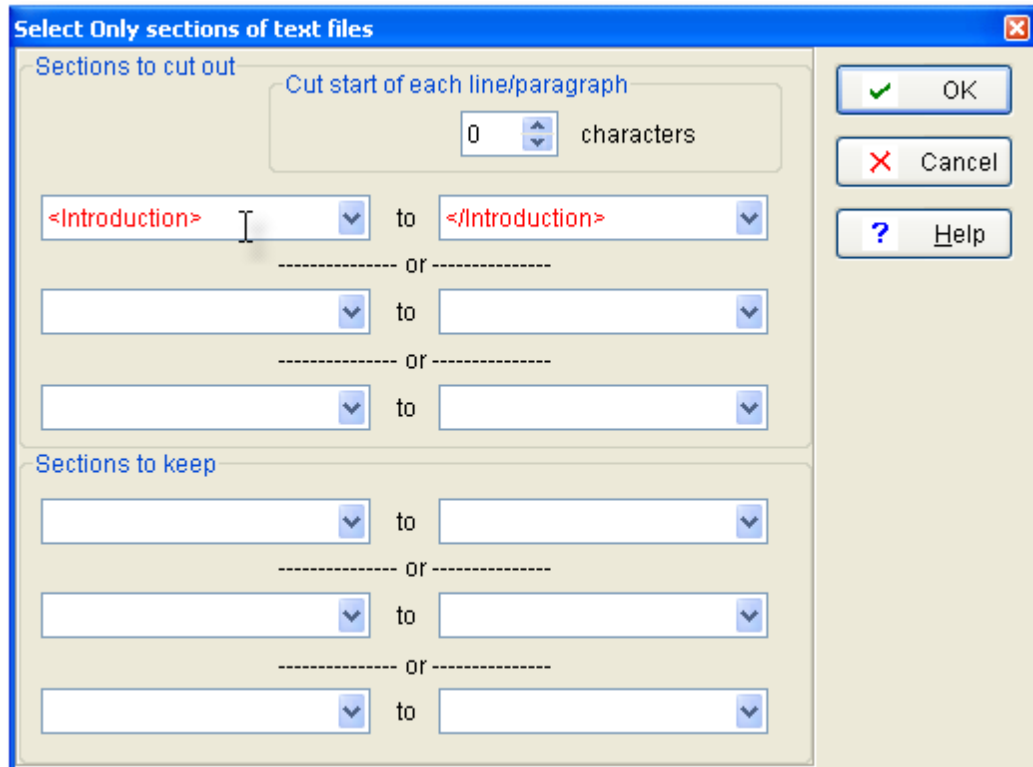 Select Only sections of text files
Sections to cut out
Cut start of each line/paragraph
0 characters
OK
Cancel
<Introduction> to </Introduction>
Help
--------------- or ---------------
to
--------------- or ---------------
to
Sections to keep
to
--------------- or ---------------
to
--------------- or ---------------
to